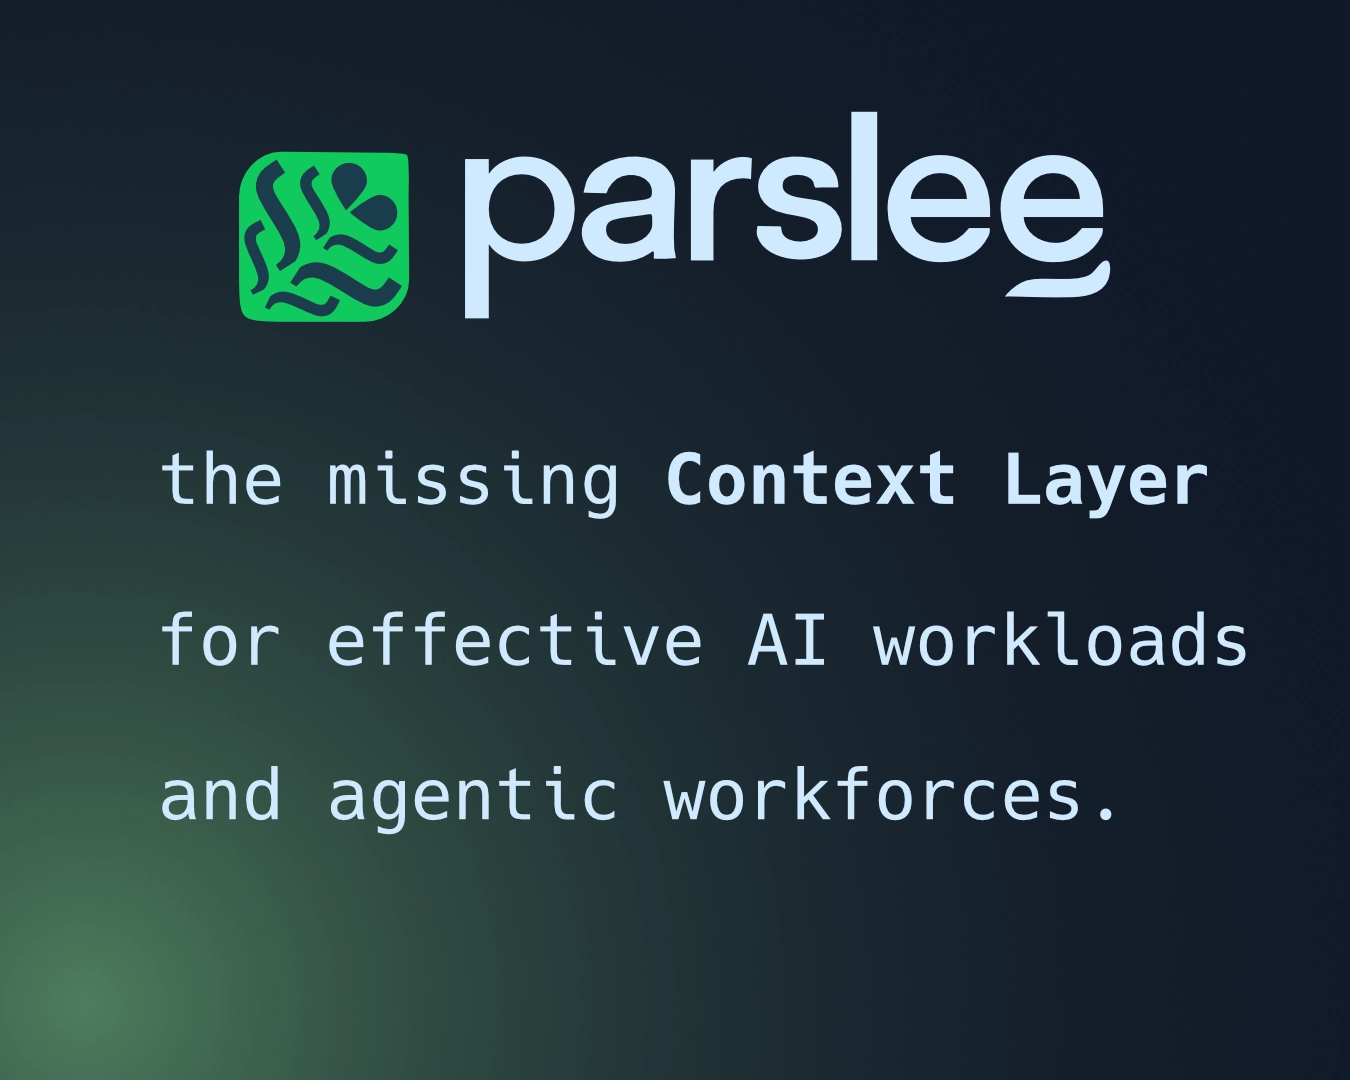 parslee
the missing Context Layer
for effective AI workloads
and agentic workforces.